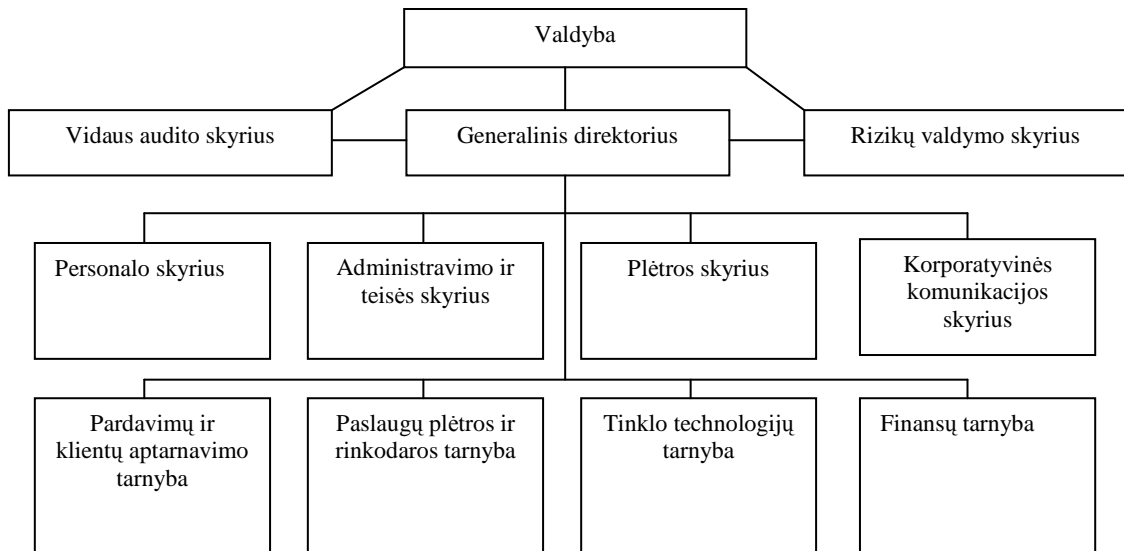 Valdyba
Vidaus audito skyrius
Generalinis direktorius
Rizikų valdymo skyrius
Personalo skyrius
Administravimo ir
teisės skyrius
Plėtros skyrius
Korporatyvinės
komunikacijos
skyrius
Pardavimų ir
klientų aptarnavimo
tarnyba
Paslaugų plėtros ir
rinkodaros tarnyba
Tinklo technologijų
tarnyba
Finansų tarnyba